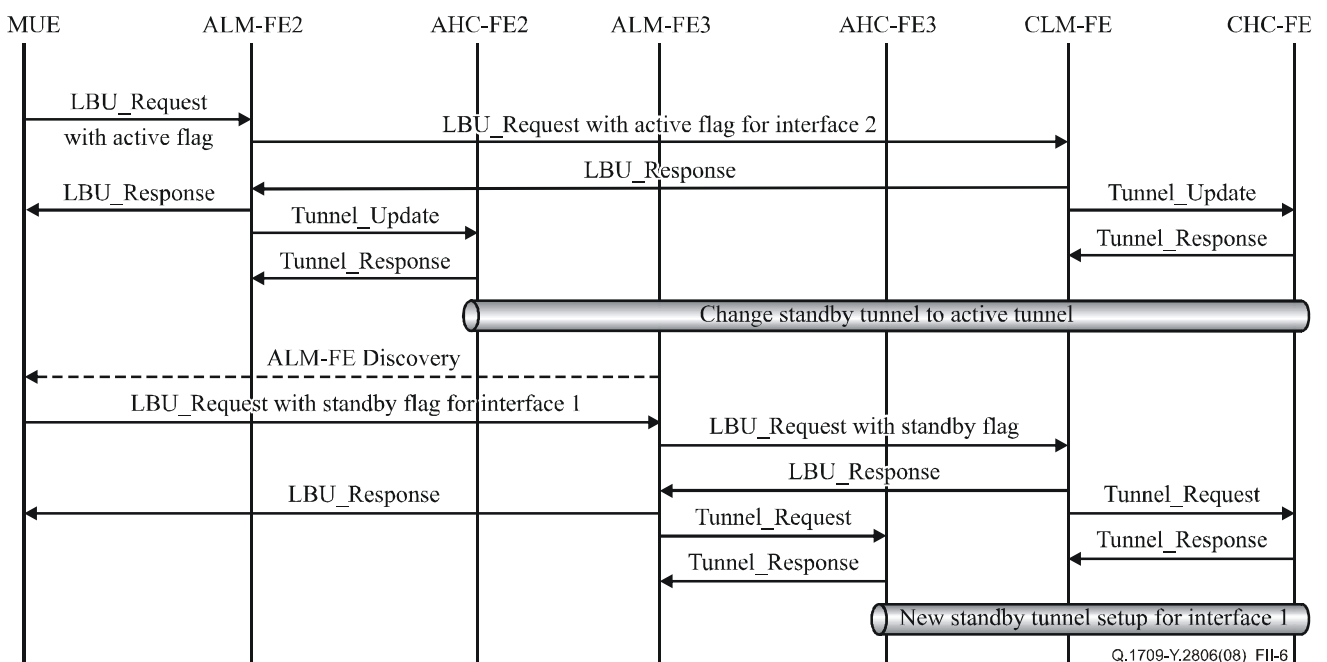 MUE ALM-FE2 AHC-FE2 ALM-FE3 AHC-FE3 CLM-FE CHC-FE
LBU_Request
with active flag
LBU_Request with active flag for interface 2
LBU_Response
LBU_Response
Tunnel_Update
Tunnel_Update
Tunnel_Response
Tunnel_Response
Change standby tunnel to active tunnel
ALM-FE Discovery
LBU_Request with standby flag for interface 1
LBU_Request with standby flag
LBU_Response
LBU_Response
Tunnel_Request
Tunnel_Request
Tunnel_Response
Tunnel_Response
New standby tunnel setup for interface 1
Q.1709-Y.2806(08)_FII-6